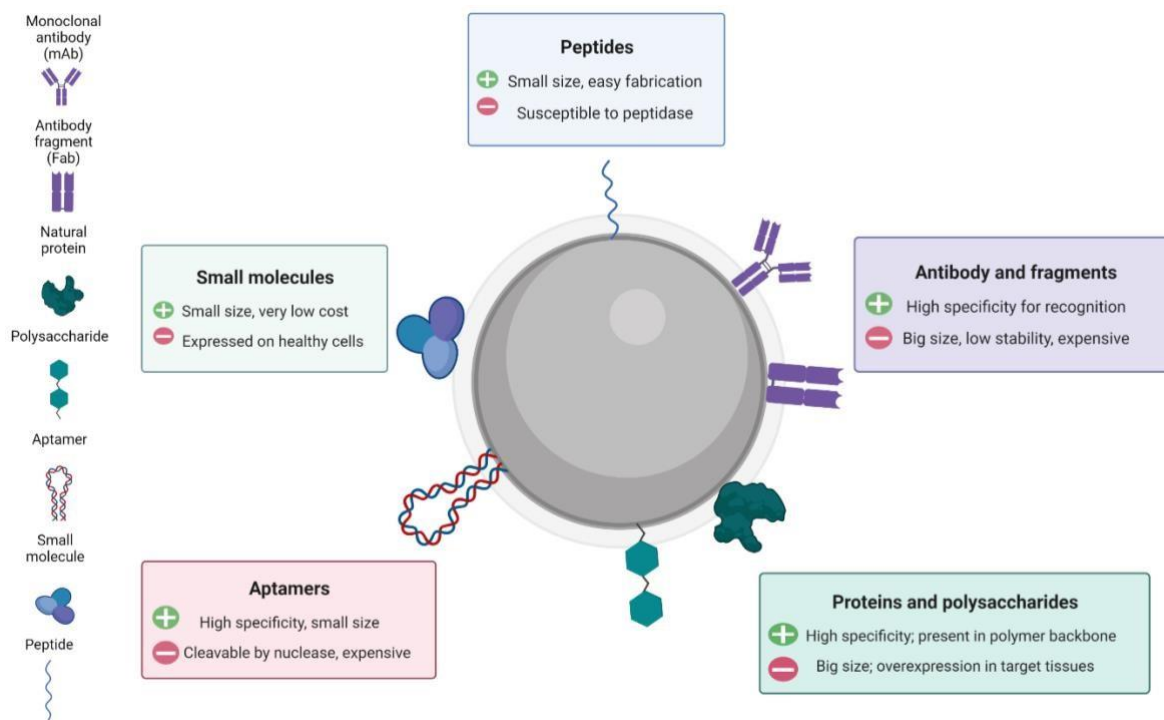 Monoclonal
antibody
(mAb)
Antibody
fragment
(Fab)
Natural
protein
Polysaccharide
Aptamer
Small
molecule
Peptide
Peptides
Small size, easy fabrication
Susceptible to peptidase
Small molecules
Small size, very low cost
Expressed on healthy cells
Antibody and fragments
High specificity for recognition
Big size, low stability, expensive
Aptamers
High specificity, small size
Cleavable by nuclease, expensive
Proteins and polysaccharides
High specificity; present in polymer backbone
Big size; overexpression in target tissues